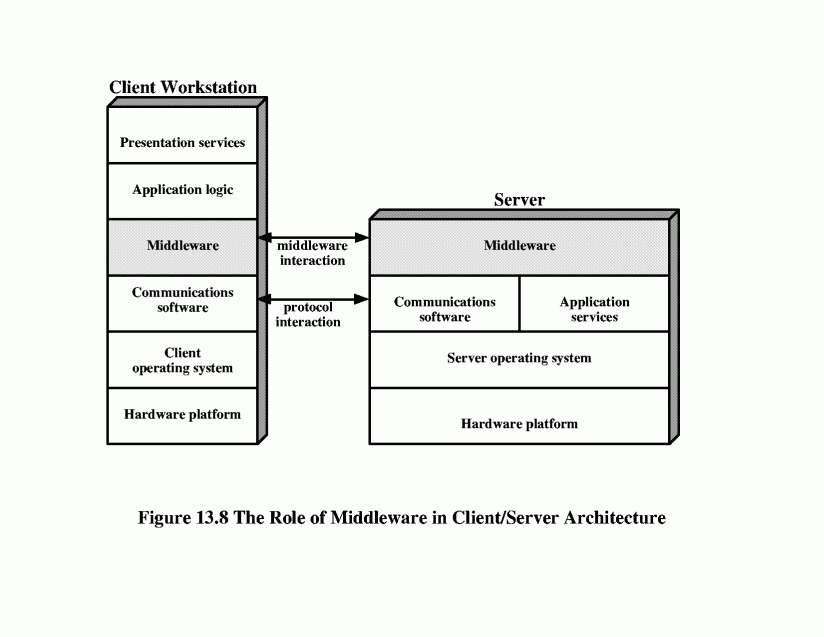 Client Workstation
Presentation services
Application logic
Middleware
Communications
software
Client
operating system
Hardware platform
middleware
interaction
protocol
interaction
Server
Middleware
Communications
software
Application
services
Server operating system
Hardware platform
Figure 13.8 The Role of Middleware in Client/Server Architecture